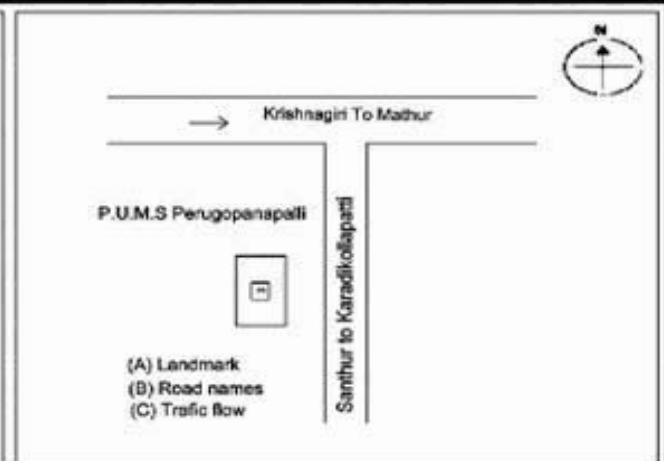 N
Krishnagiri To Mathur
P.U.M.S Perugopanapalli
Santhur to Karadikollapatti
(A) Landmark
(B) Road names
(C) Trafic flow